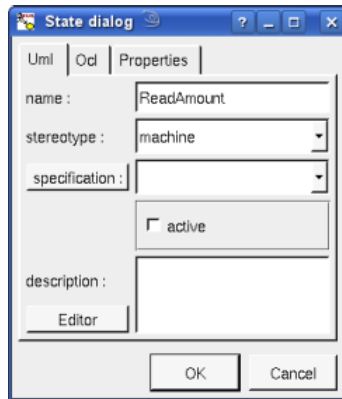 State dialog
Uml Ocl Properties
name : ReadAmount
stereotype : machine
specification :
active
description :
Editor
OK Cancel